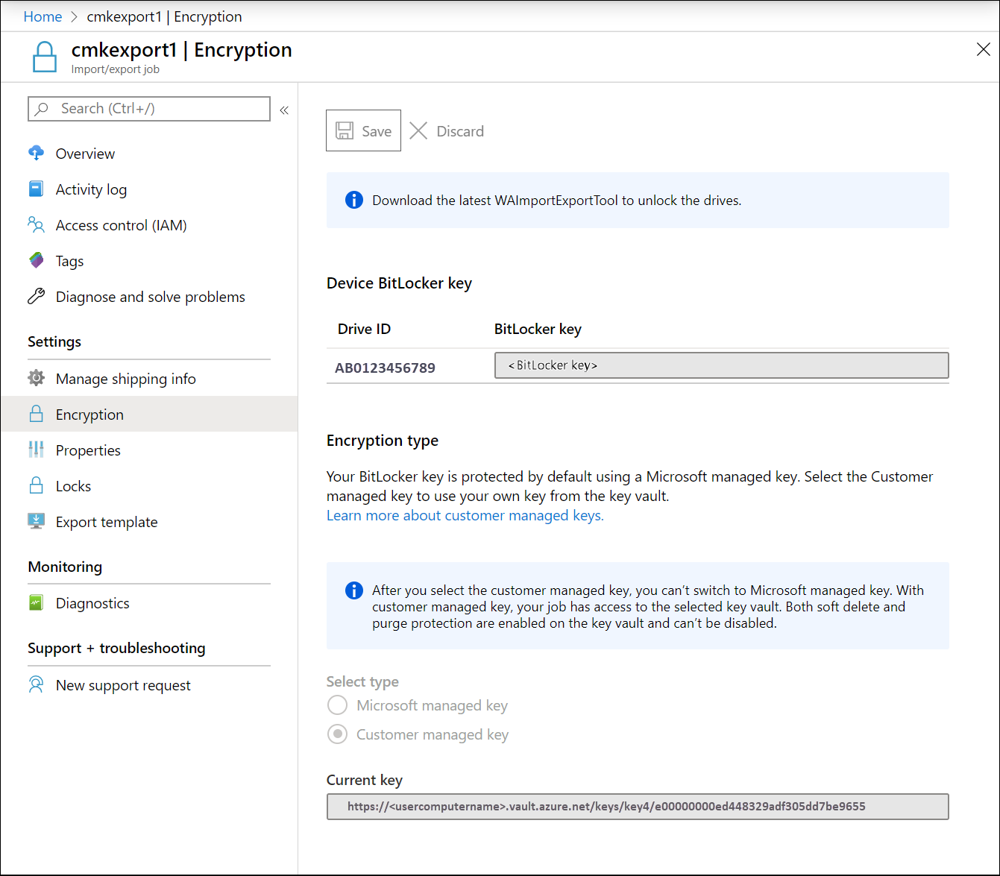 Home > cmkexport1 | Encryption
cmkexport1 | Encryption
Import/export job
Search (Ctrl+/)
«
Overview
Activity log
Access control (IAM)
Tags
Diagnose and solve problems
Settings
Manage shipping info
Encryption
Properties
Locks
Export template
Monitoring
Diagnostics
Support + troubleshooting
New support request
Save
Discard
Download the latest WAImportExportTool to unlock the drives.
Device BitLocker key
Drive ID BitLocker key
AB0123456789 <BitLocker key>
Encryption type
Your BitLocker key is protected by default using a Microsoft managed key. Select the Customer
managed key to use your own key from the key vault.
Learn more about customer managed keys.
After you select the customer managed key, you can't switch to Microsoft managed key. With
customer managed key, your job has access to the selected key vault. Both soft delete and
purge protection are enabled on the key vault and can't be disabled.
Select type
Microsoft managed key
Customer managed key
Current key
https://<usercomputername>.vault.azure.net/keys/key4/e00000000ed448329adf305dd7be9655